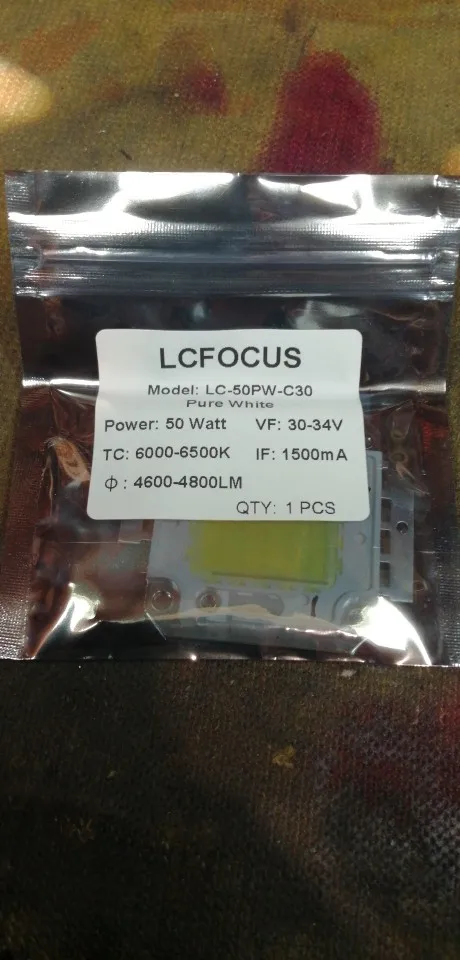 LCFOCUS
Model: LC-50PW-C30
Pure White
Power: 50 Watt VF: 30-34V
TC: 6000-6500K IF: 1500mA
ф: 4600-4800LM
QTY: 1 PCS